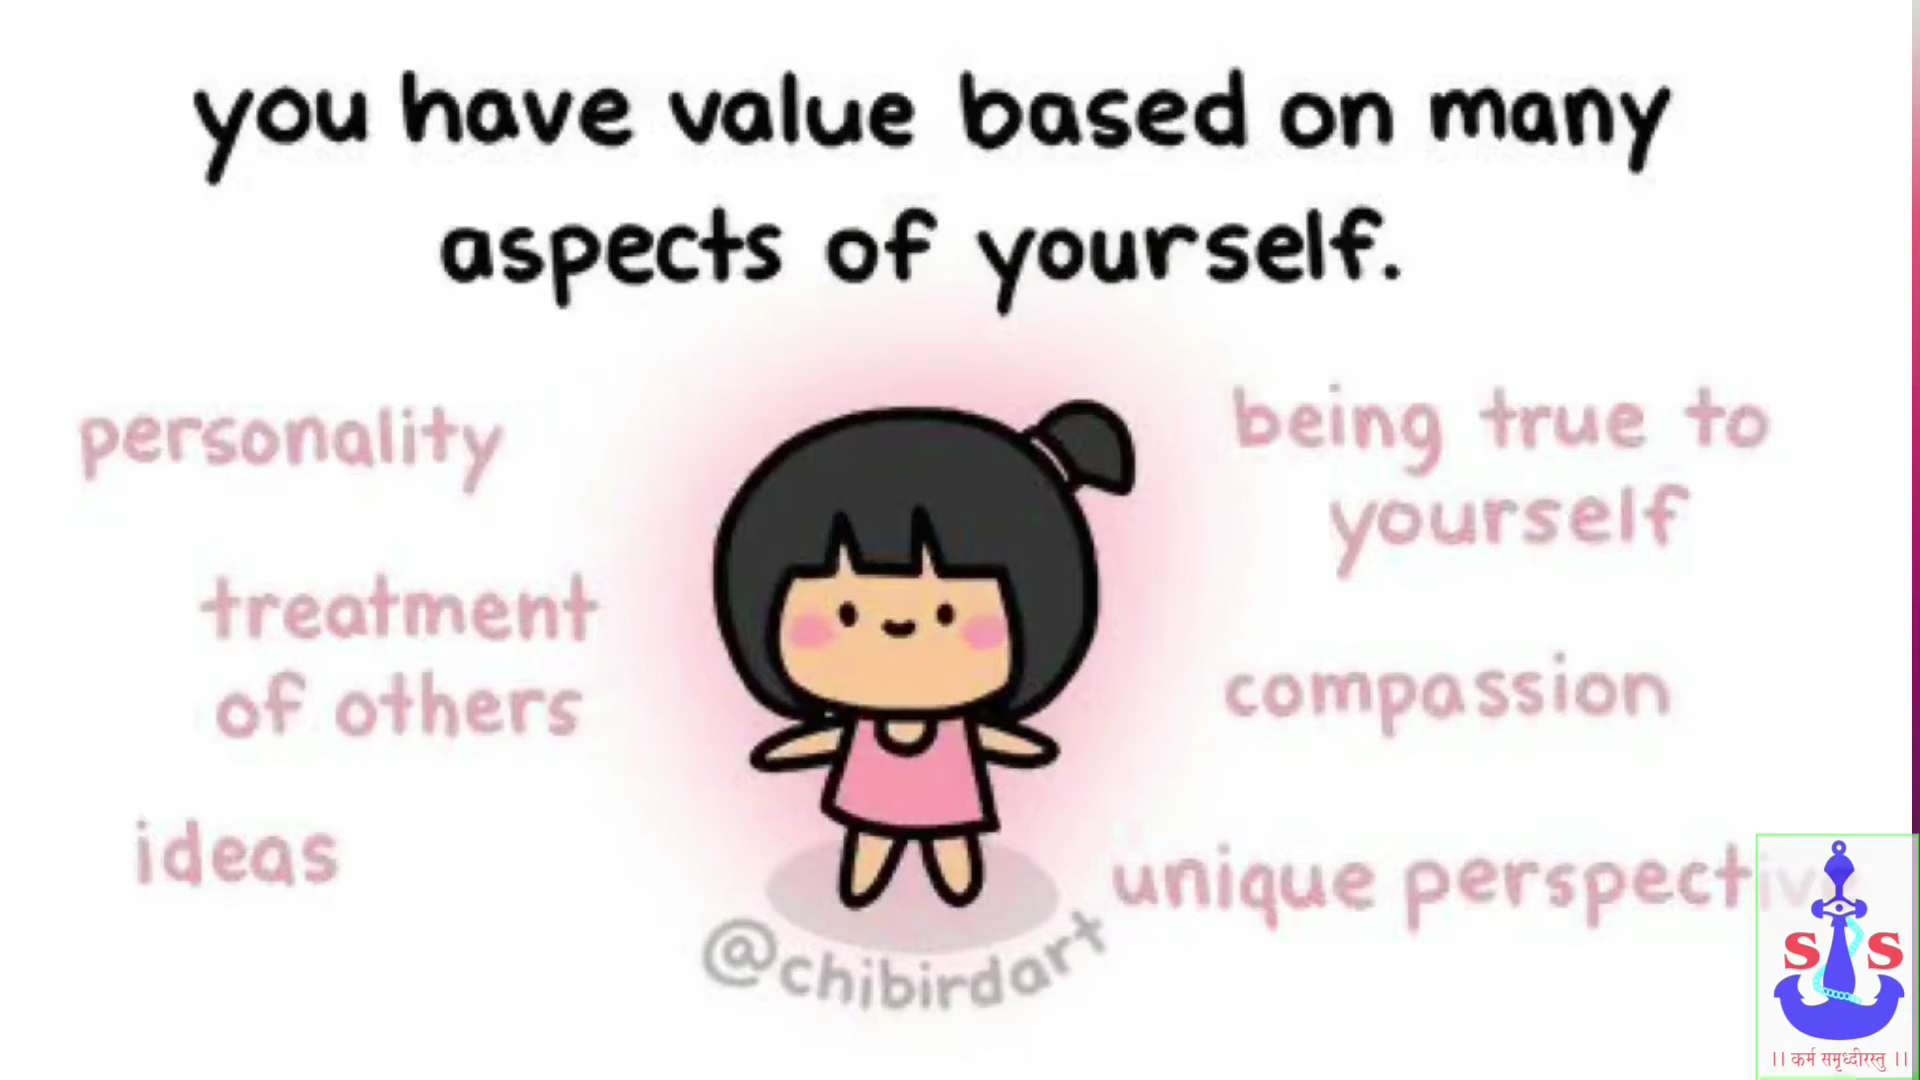 you have value based on many
aspects of yourself.
personality
treatment
of others
ideas
being true to
yourself
compassion
unique perspective
@chibirdart
S S
|| कर्म समृध्दीरस्तु ||